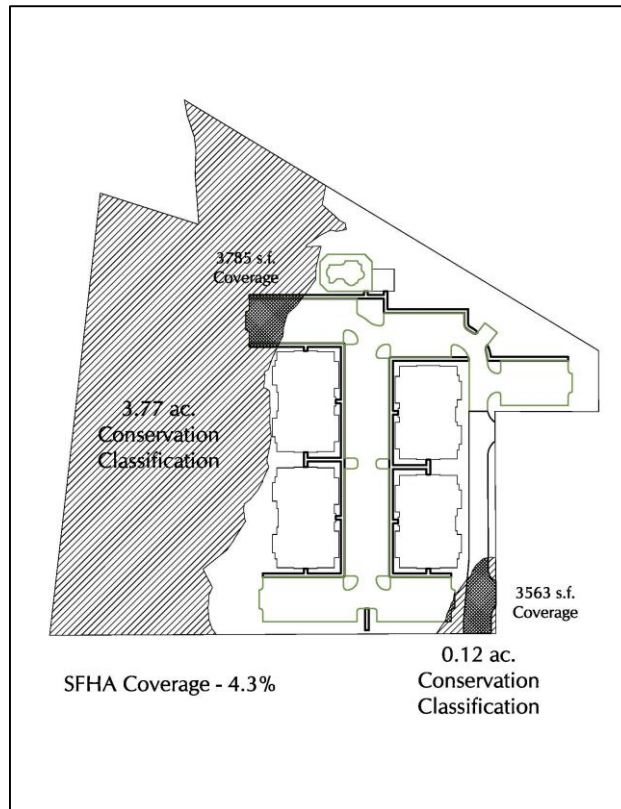 3785 s.f.
Coverage
3.77 ac.
Conservation
Classification
3563 s.f.
Coverage
0.12 ac.
Conservation
Classification
SFHA Coverage - 4.3%